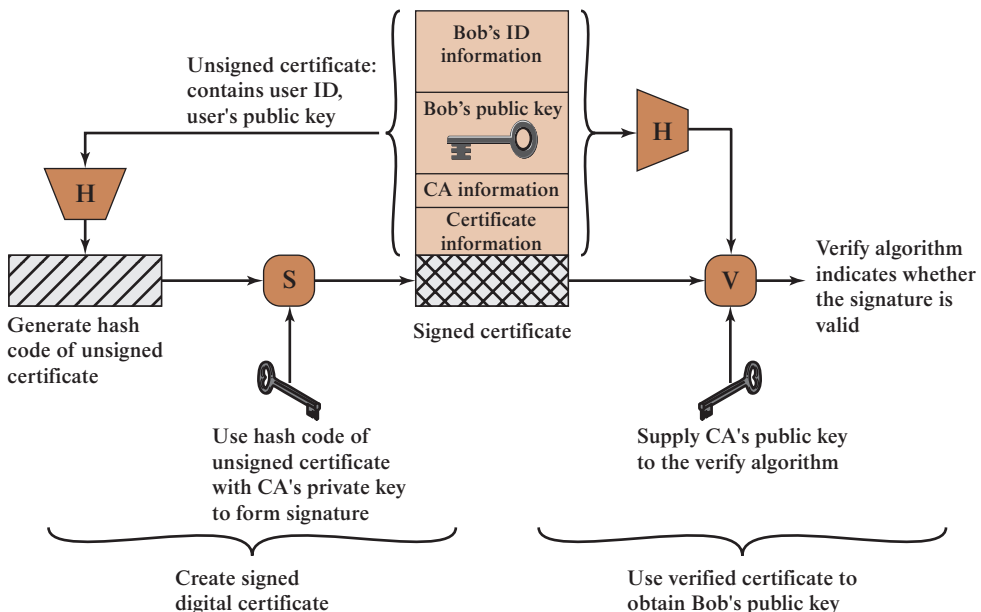 Unsigned certificate:
contains user ID,
user's public key
Bob's ID
information
Bob's public key
CA information
Certificate
information
H
H
S
V
Generate hash
code of unsigned
certificate
Signed certificate
Verify algorithm
indicates whether
the signature is
valid
Use hash code of
unsigned certificate
with CA's private key
to form signature
Supply CA's public key
to the verify algorithm
Create signed
digital certificate
Use verified certificate to
obtain Bob's public key